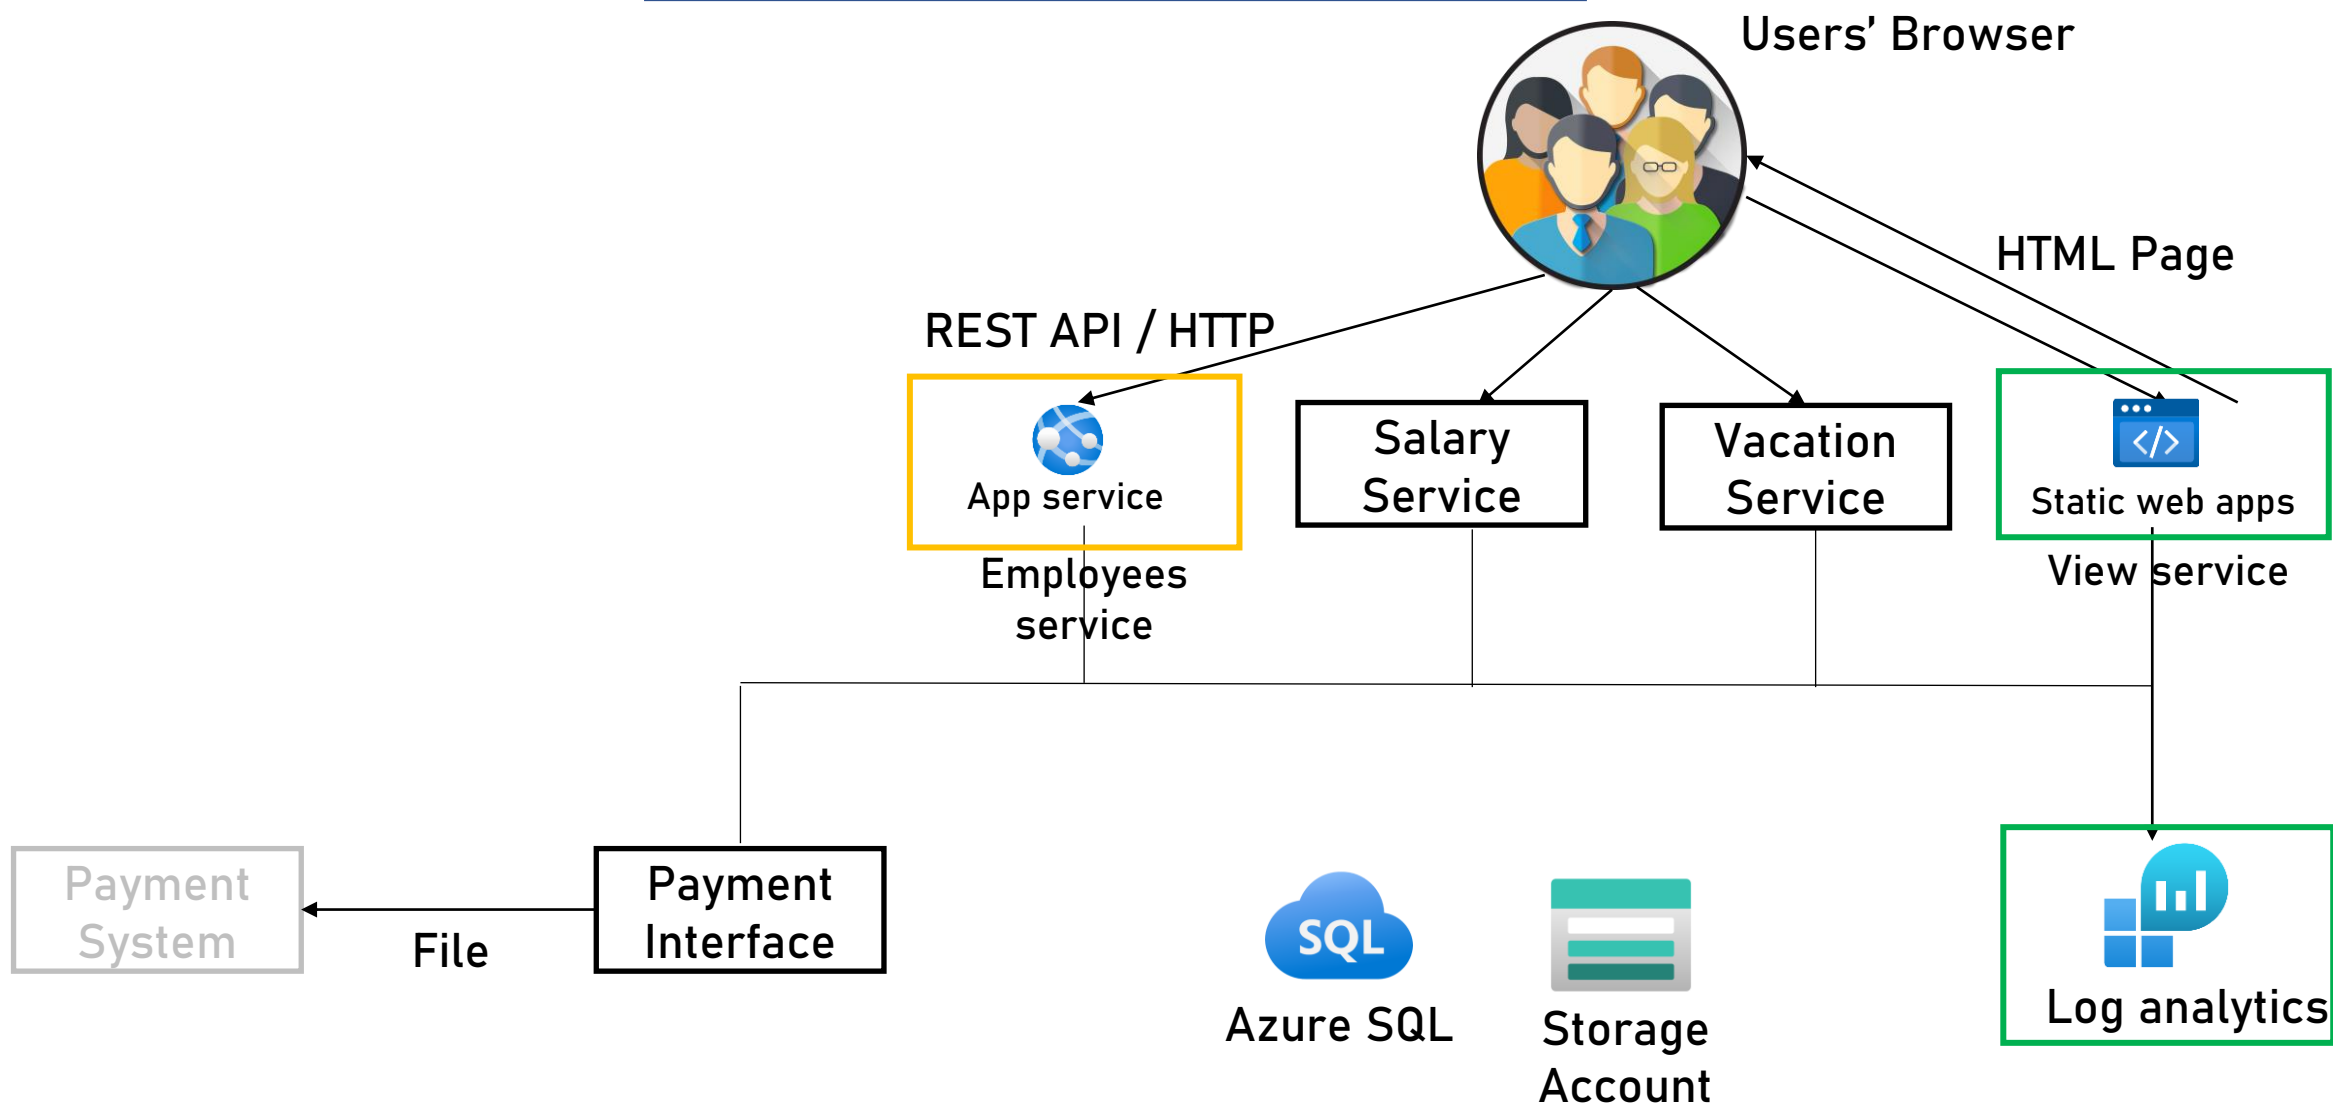 Users’ Browser
HTML Page
REST API / HTTP
App service
Employees
service
Salary
Service
Vacation
Service
</>
Static web apps
View service
Payment
System
File
Payment
Interface
SQL
Azure SQL
Storage
Account
Log analytics